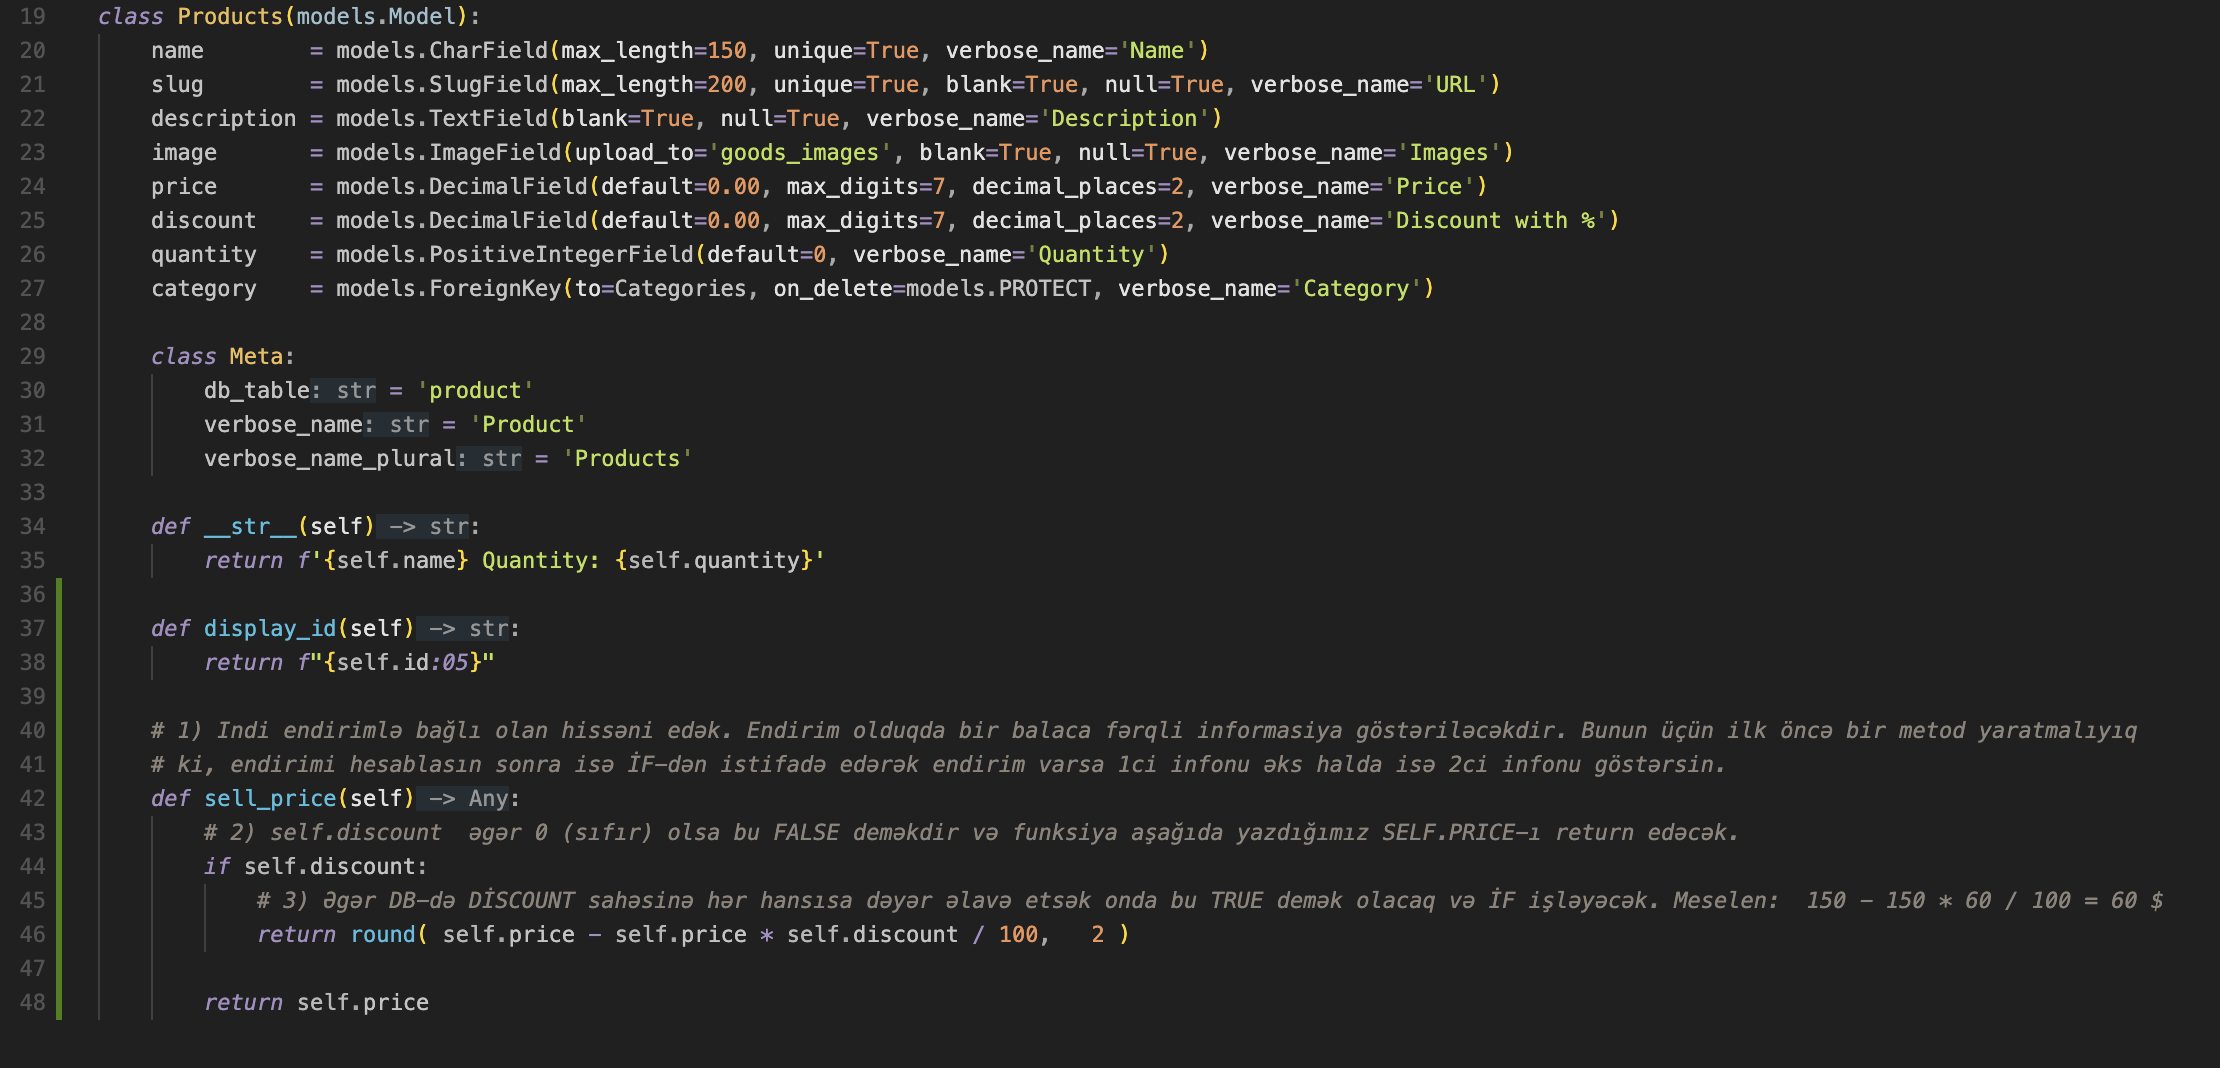 19 class Products(models.Model):
20 name = models.CharField(max_length=150, unique=True, verbose_name='Name')
21 slug = models.SlugField(max_length=200, unique=True, blank=True, null=True, verbose_name='URL')
22 description = models.TextField(blank=True, null=True, verbose_name='Description')
23 image = models.ImageField(upload_to='goods_images', blank=True, null=True, verbose_name='Images')
24 price = models.DecimalField(default=0.00, max_digits=7, decimal_places=2, verbose_name='Price')
25 discount = models.DecimalField(default=0.00, max_digits=7, decimal_places=2, verbose_name='Discount with %')
26 quantity = models.PositiveIntegerField(default=0, verbose_name='Quantity')
27 category = models.ForeignKey(to=Categories, on_delete=models.PROTECT, verbose_name='Category')
28
29 class Meta:
30 db_table: str = 'product'
31 verbose_name: str = 'Product'
32 verbose_name_plural: str = 'Products'
33
34 def __str__(self) -> str:
35 return f'{self.name} Quantity: {self.quantity}'
36
37 def display_id(self) -> str:
38 return f"{self.id:05}"
39
40 # 1) Indi endirimlə bağlı olan hissəni edək. Endirim olduqda bir balaca fərqli informasiya göstəriləcəkdir. Bunun üçün ilk öncə bir metod yaratmalıyıq
41 # ki, endirimi hesablasın sonra isə İF-dən istifadə edərək endirim varsa 1ci infonu əks halda isə 2ci infonu göstərsin.
42 def sell_price(self) -> Any:
43 # 2) self.discount  əgər 0 (sıfır) olsa bu FALSE deməkdir və funksiya aşağıda yazdığımız SELF.PRICE-ı return edəcək.
44 if self.discount:
45 # 3) Əgər DB-də DİSCOUNT sahəsinə hər hansısa dəyər əlavə etsək onda bu TRUE demək olacaq və İF işləyəcək. Meselen:  150 - 150 * 60 / 100 = 60 $
46 return round( self.price - self.price * self.discount / 100,   2 )
47
48 return self.price